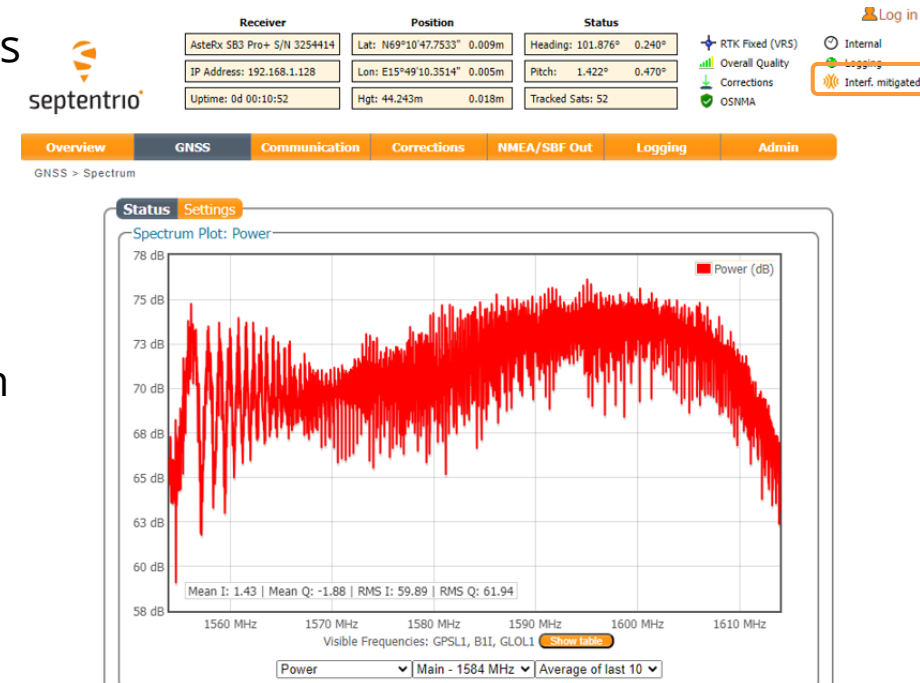 s
n
septentrio
Receiver
AsteRx SB3 Pro+ S/N 3254414
IP Address: 192.168.1.128
Uptime: 0d 00:10:52
Position
Lat: N69°10'47.7533" 0.009m
Lon: E15°49'10.3514" 0.005m
Hgt: 44.243m 0.018m
Status
Heading: 101.876° 0.240°
Pitch: 1.422° 0.470°
Tracked Sats: 52
RTK Fixed (VRS)
Overall Quality
Corrections
OSNMA
Log in
Internal
Logging
Interf. mitigated
Overview GNSS Communication Corrections NMEA/SBF Out Logging Admin
GNSS > Spectrum
Status Settings
Spectrum Plot: Power
78 dB
75 dB
73 dB
70 dB
68 dB
65 dB
63 dB
60 dB
58 dB
Power (dB)
Mean I: 1.43 | Mean Q: -1.88 | RMS I: 59.89 | RMS Q: 61.94
1560 MHz 1570 MHz 1580 MHz 1590 MHz 1600 MHz 1610 MHz
Visible Frequencies: GPSL1, B1I, GLOL1 Show table
Power Main - 1584 MHz Average of last 10